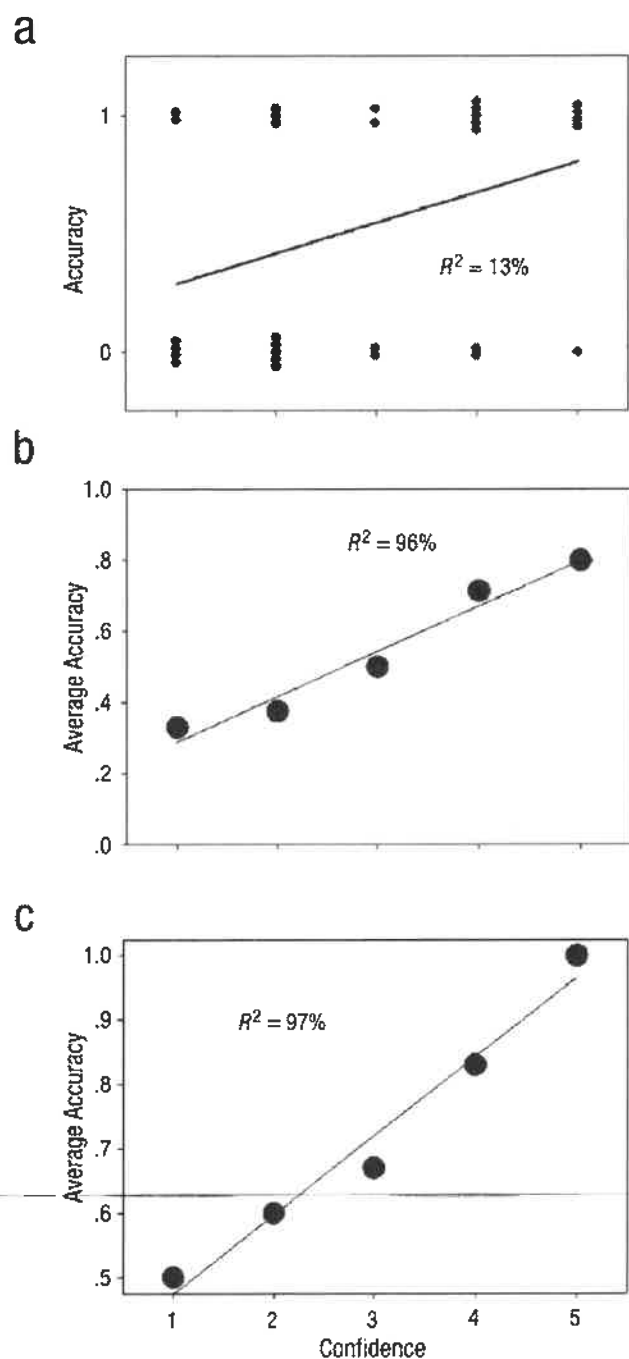 a
1
Accuracy
R² = 13%
0
b
1.0
R² = 96%
.8
.6
Average Accuracy
.4
.2
.0
c
1.0
R² = 97%
.9
.8
Average Accuracy
.7
.6
.5
1 2 3 4 5
Confidence